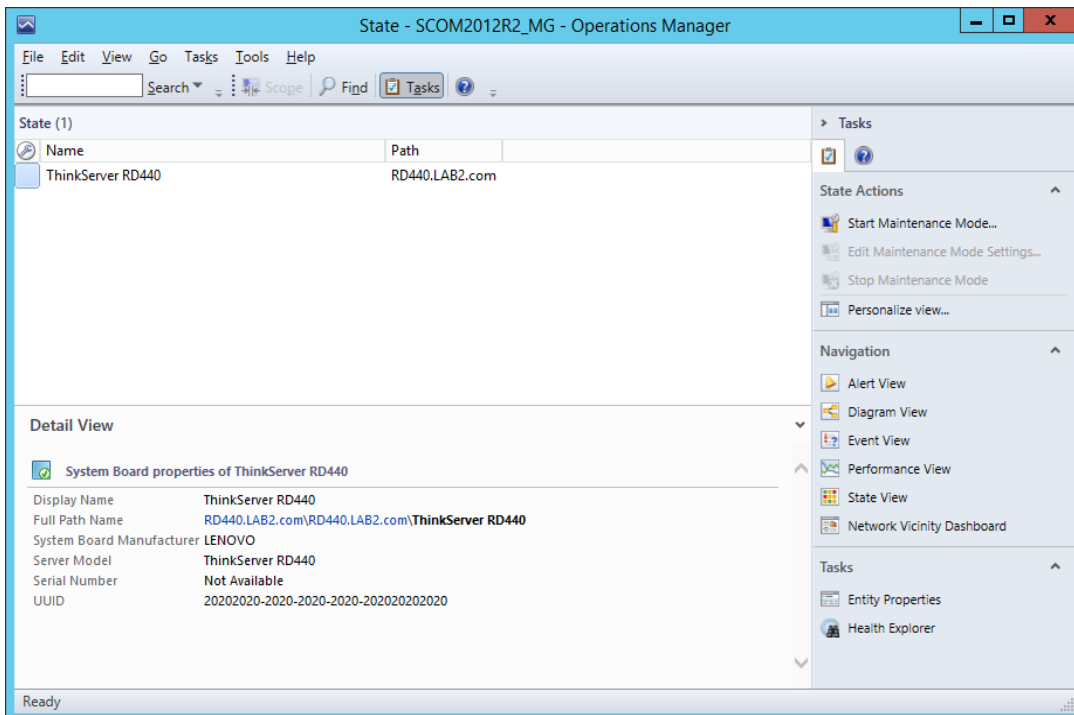 State - SCOM2012R2_MG - Operations Manager
File Edit View Go Tasks Tools Help
Search Scope Find Tasks
State (1)
Name Path
ThinkServer RD440 RD440.LAB2.com
Detail View
System Board properties of ThinkServer RD440
Display Name ThinkServer RD440
Full Path Name RD440.LAB2.com\RD440.LAB2.com\ThinkServer RD440
System Board Manufacturer LENOVO
Server Model ThinkServer RD440
Serial Number Not Available
UUID 20202020-2020-2020-2020-202020202020
Tasks
State Actions
Start Maintenance Mode...
Edit Maintenance Mode Settings...
Stop Maintenance Mode
Personalize view...
Navigation
Alert View
Diagram View
Event View
Performance View
State View
Network Vicinity Dashboard
Tasks
Entity Properties
Health Explorer
Ready